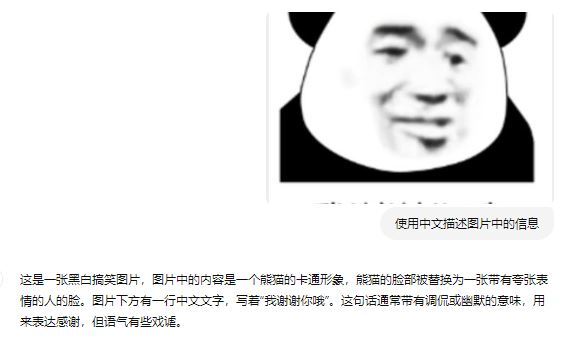 使用中文描述图片中的信息
这是一张黑白搞笑图片，图片中的内容是一个熊猫的卡通形象，熊猫的脸部被替换为一张带有夸张表
情的人的脸。图片下方有一行中文文字，写着“我谢谢你哦”。这句话通常带有调侃或幽默的意味，用
来表达感谢，但语气有些戏谑。